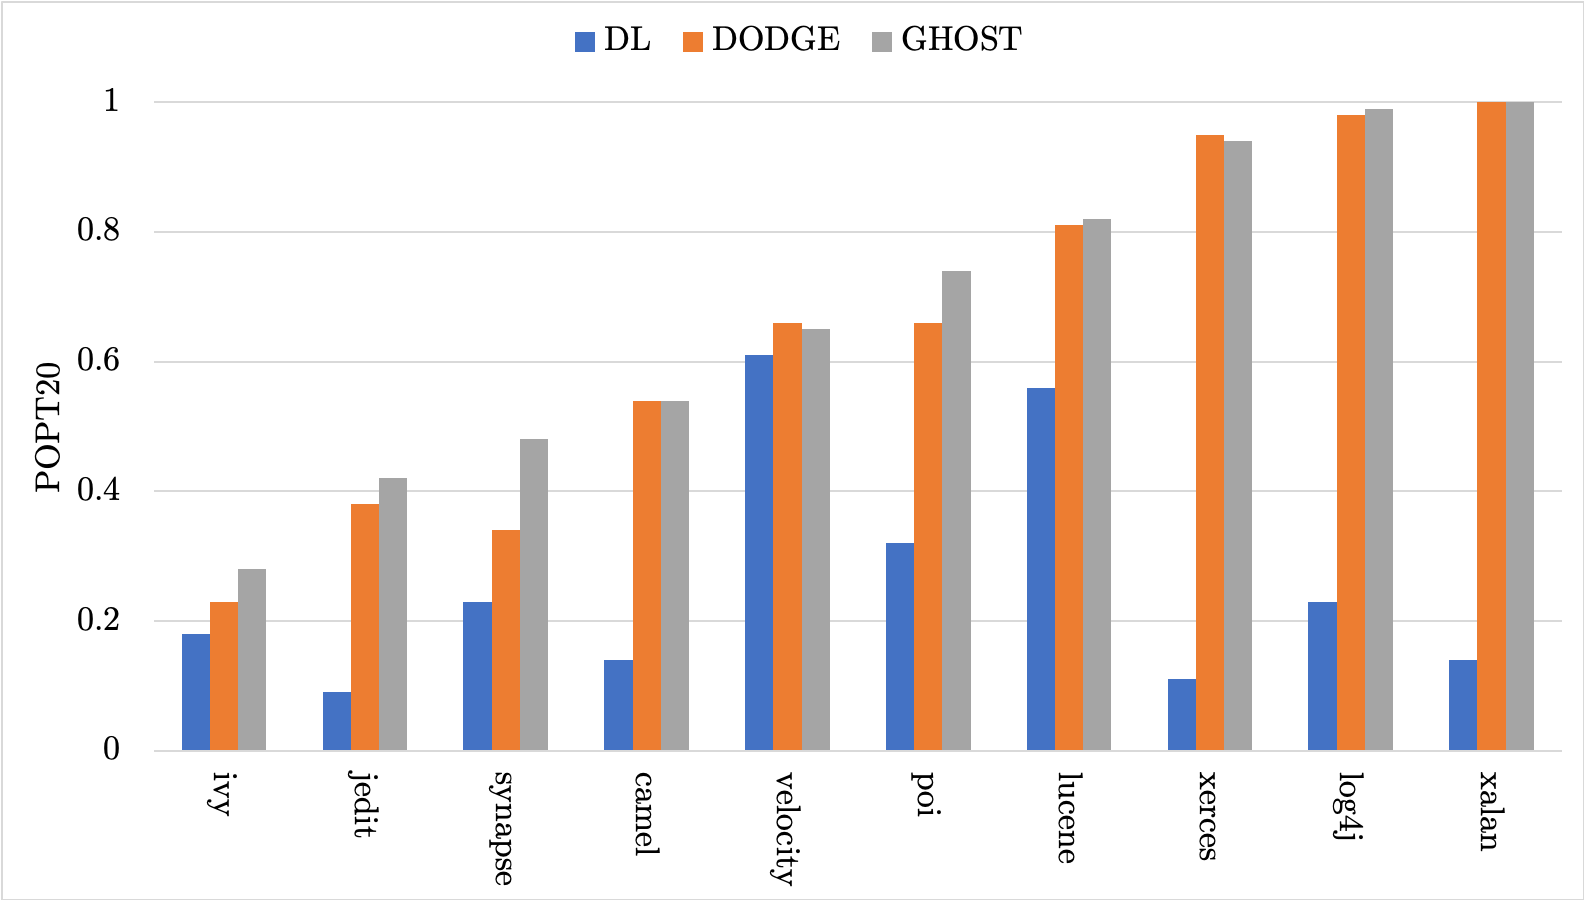 DL DODGE GHOST
1
0.8
0.6
0.4
0.2
0
POPT20
ivy
jedit
synapse
camel
velocity
poi
lucene
xerces
log4j
xalan